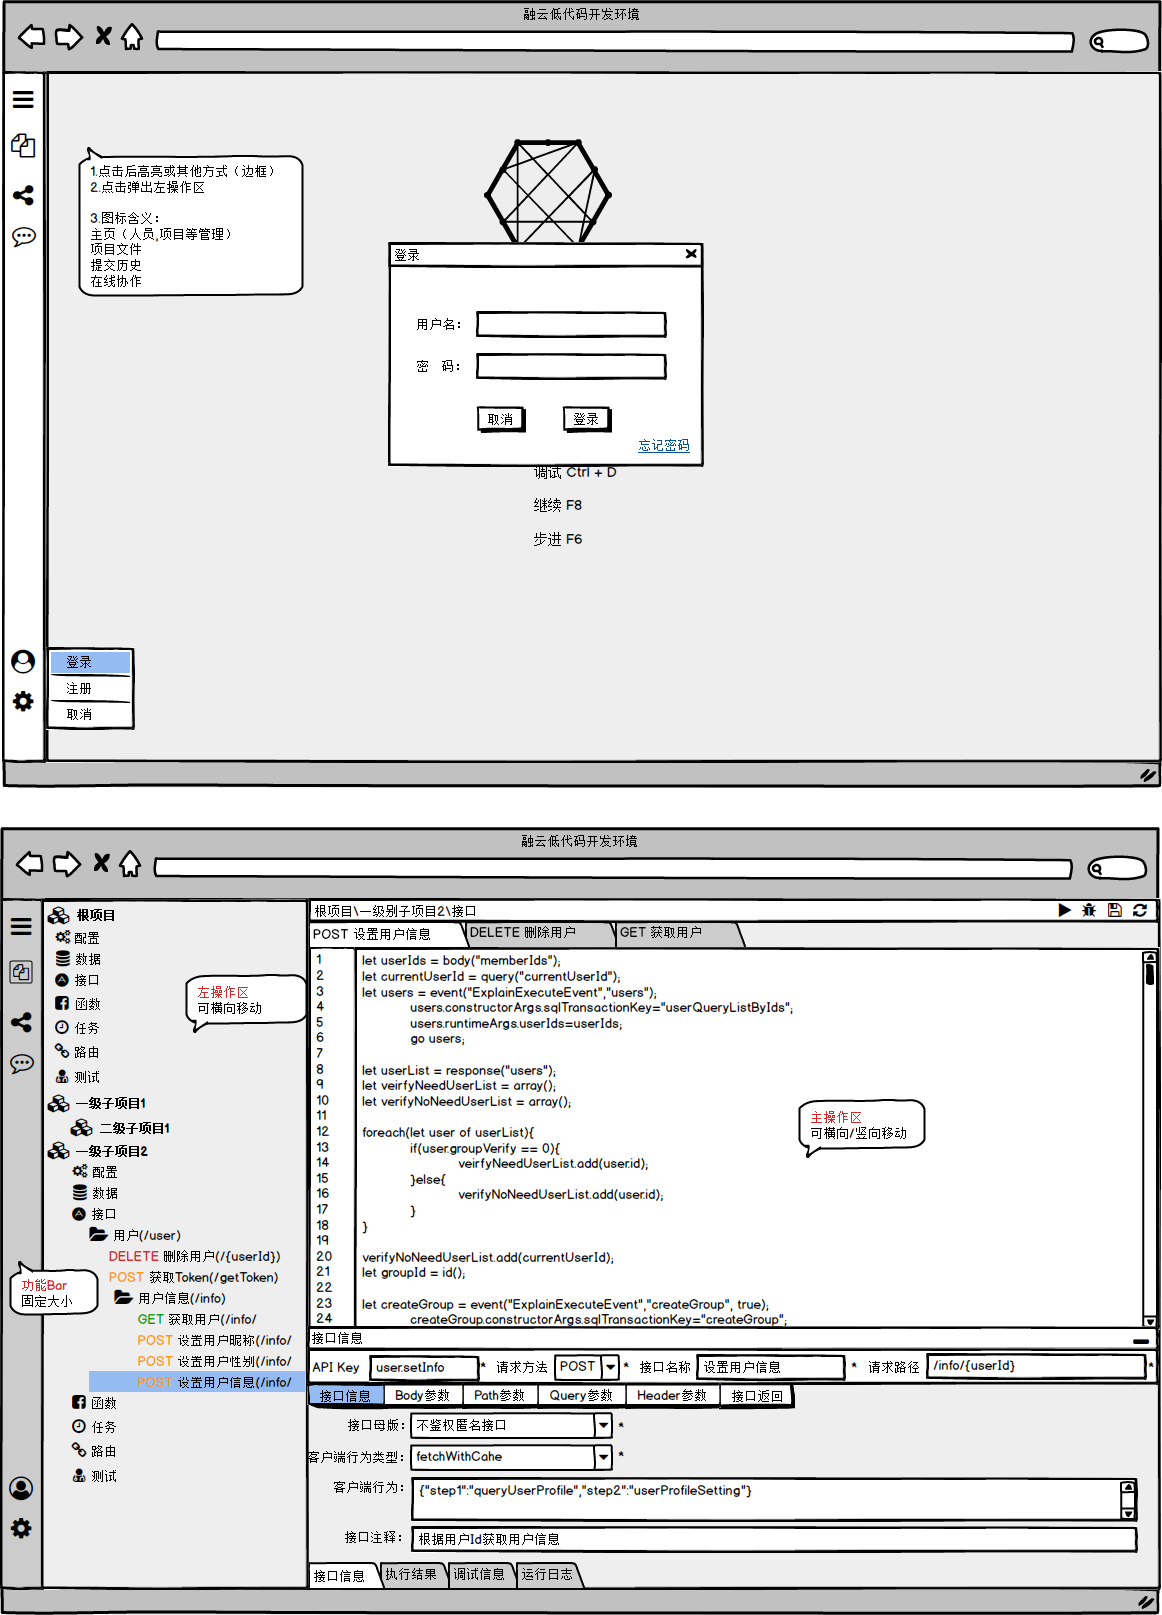 融云低代码开发环境
1.点击后高亮或其他方式（边框）
2.点击弹出左操作区
3.图标含义：
主页（人员,项目等管理）
项目文件
提交历史
在线协作
登录
用户名：
密　码：
取消
登录
忘记密码
调试 Ctrl + D
继续 F8
步进 F6
登录
注册
取消
融云低代码开发环境
根项目
配置
数据
接口
函数
任务
路由
测试
一级子项目1
二级子项目1
一级子项目2
配置
数据
接口
用户(/user)
DELETE 删除用户(/{userId})
POST 获取Token(/getToken)
用户信息(/info)
GET 获取用户(/info/
POST 设置用户昵称(/info/
POST 设置用户性别(/info/
POST 设置用户信息(/info/
函数
任务
路由
测试
左操作区
可横向移动
功能Bar
固定大小
根项目\一级别子项目2\接口
POST 设置用户信息
DELETE 删除用户
GET 获取用户
1 let userIds = body("memberIds");
2 let currentUserId = query("currentUserId");
3 let users = event("ExplainExecuteEvent","users");
4 users.constructorArgs.sqlTransactionKey="userQueryListByIds";
5 users.runtimeArgs.userIds=userIds;
6 go users;
7
8 let userList = response("users");
9 let veirfyNeedUserList = array();
10 let verifyNoNeedUserList = array();
11
12 foreach(let user of userList){
13 if(user.groupVerify == 0){
14 veirfyNeedUserList.add(user.id);
15 }else{
16 verifyNoNeedUserList.add(user.id);
17 }
18 }
19
20 verifyNoNeedUserList.add(currentUserId);
21 let groupId = id();
22
23 let createGroup = event("ExplainExecuteEvent","createGroup", true);
24 createGroup.constructorArgs.sqlTransactionKey="createGroup";
主操作区
可横向/竖向移动
接口信息
API Key user.setInfo * 请求方法 POST * 接口名称 设置用户信息 * 请求路径 /info/{userId} *
接口信息 Body参数 Path参数 Query参数 Header参数 接口返回
接口母版: 不鉴权匿名接口 *
客户端行为类型: fetchWithCahe *
客户端行为: {"step1":"queryUserProfile","step2":"userProfileSetting"}
接口注释: 根据用户Id获取用户信息
接口信息 执行结果 调试信息 运行日志